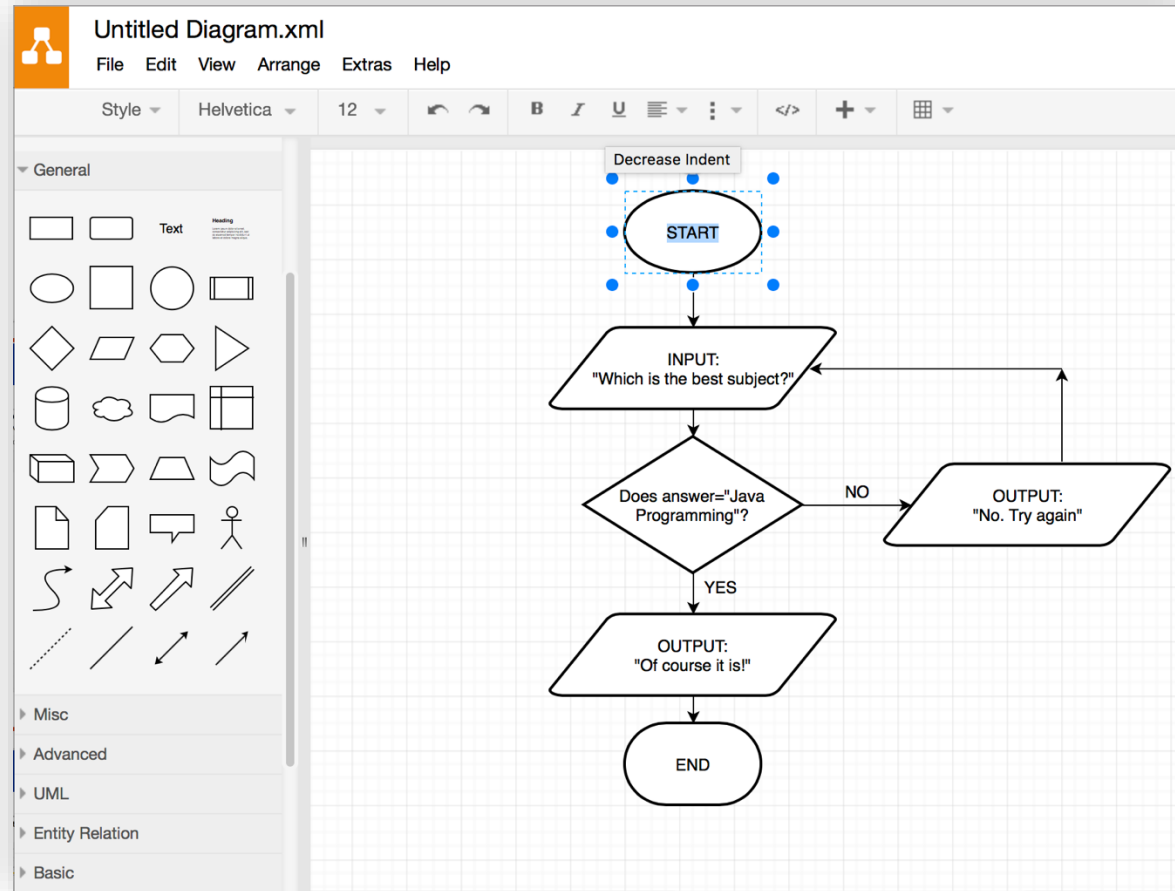 Untitled Diagram.xml
File Edit View Arrange Extras Help
Style Helvetica 12 B I U </>
Decrease Indent
General
Text
Heading
START
INPUT:
"Which is the best subject?"
Does answer="Java
Programming"?
NO
OUTPUT:
"No. Try again"
YES
OUTPUT:
"Of course it is!"
END
Misc
Advanced
UML
Entity Relation
Basic